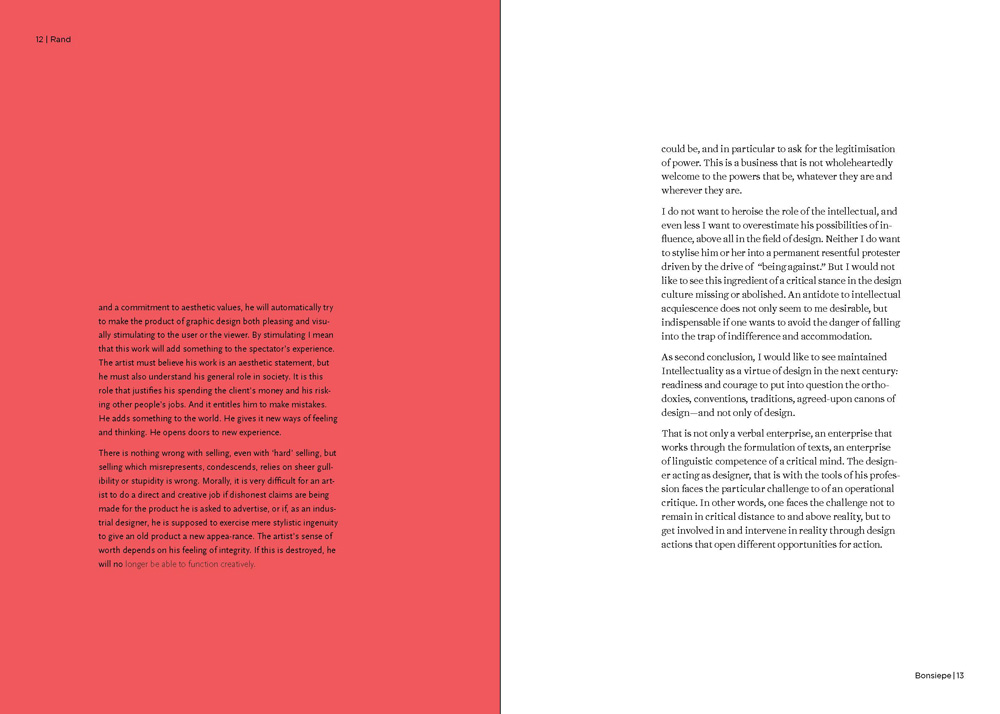 12 | Rand
and a commitment to aesthetic values, he will automatically try
to make the product of graphic design both pleasing and visu-
ally stimulating to the user or the viewer. By stimulating I mean
that this work will add something to the spectator's experience.
The artist must believe his work is an aesthetic statement, but
he must also understand his general role in society. It is this
role that justifies his spending the client's money and his risk-
ing other people's jobs. And it entitles him to make mistakes.
He adds something to the world. He gives it new ways of feeling
and thinking. He opens doors to new experience.
There is nothing wrong with selling, even with 'hard' selling, but
selling which misrepresents, condescends, relies on sheer gull-
ibility or stupidity is wrong. Morally, it is very difficult for an art-
ist to do a direct and creative job if dishonest claims are being
made for the product he is asked to advertise, or if, as an indus-
trial designer, he is supposed to exercise mere stylistic ingenuity
to give an old product a new appea-rance. The artist's sense of
worth depends on his feeling of integrity. If this is destroyed, he
will no longer be able to function creatively.
could be, and in particular to ask for the legitimisation
of power. This is a business that is not wholeheartedly
welcome to the powers that be, whatever they are and
wherever they are.
I do not want to heroise the role of the intellectual, and
even less I want to overestimate his possibilities of in-
fluence, above all in the field of design. Neither I do want
to stylise him or her into a permanent resentful protester
driven by the drive of “being against.” But I would not
like to see this ingredient of a critical stance in the design
culture missing or abolished. An antidote to intellectual
acquiescence does not only seem to me desirable, but
indispensable if one wants to avoid the danger of falling
into the trap of indifference and accommodation.
As second conclusion, I would like to see maintained
Intellectuality as a virtue of design in the next century:
readiness and courage to put into question the ortho-
doxies, conventions, traditions, agreed-upon canons of
design—and not only of design.
That is not only a verbal enterprise, an enterprise that
works through the formulation of texts, an enterprise
of linguistic competence of a critical mind. The design-
er acting as designer, that is with the tools of his profes-
sion faces the particular challenge to of an operational
critique. In other words, one faces the challenge not to
remain in critical distance to and above reality, but to
get involved in and intervene in reality through design
actions that open different opportunities for action.
Bonsiepe | 13